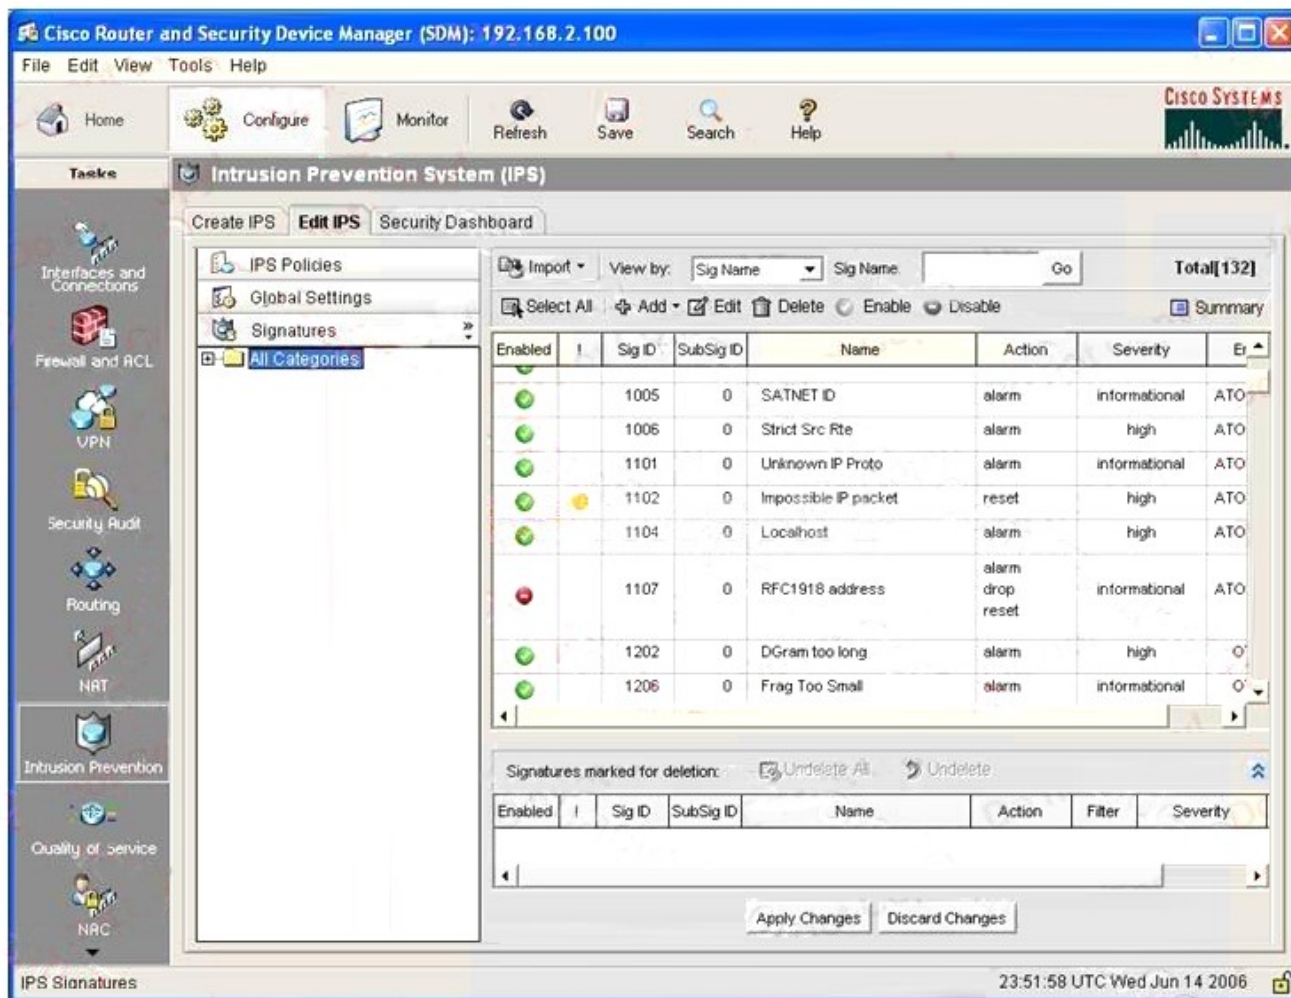 Cisco Router and Security Device Manager (SDM): 192.168.2.100
File Edit View Tools Help
Home Configure Monitor Refresh Save Search Help
CISCO SYSTEMS
Tasks
Intrusion Prevention System (IPS)
Create IPS Edit IPS Security Dashboard
Interfaces and
Connections
Firewall and ACL
VPN
Security Audit
Routing
NAT
Intrusion Prevention
Quality of Service
NAC
IPS Policies
Global Settings
Signatures
All Categories
Import View by: Sig Name Sig Name: Go Total[132]
Select All Add Edit Delete Enable Disable Summary
Enabled ! Sig ID SubSig ID Name Action Severity
1005 0 SATNET ID alarm informational ATO
1006 0 Strict Src Rte alarm high ATO
1101 0 Unknown IP Proto alarm informational ATO
1102 0 Impossible IP packet reset high ATO
1104 0 Localhost alarm high ATO
1107 0 RFC1918 address alarm drop reset informational ATO
1202 0 DGram too long alarm high
1206 0 Frag Too Small alarm informational
Signatures marked for deletion: Undelete All Undelete
Enabled ! Sig ID SubSig ID Name Action Filter Severity
Apply Changes Discard Changes
IPS Signatures
23:51:58 UTC Wed Jun 14 2006